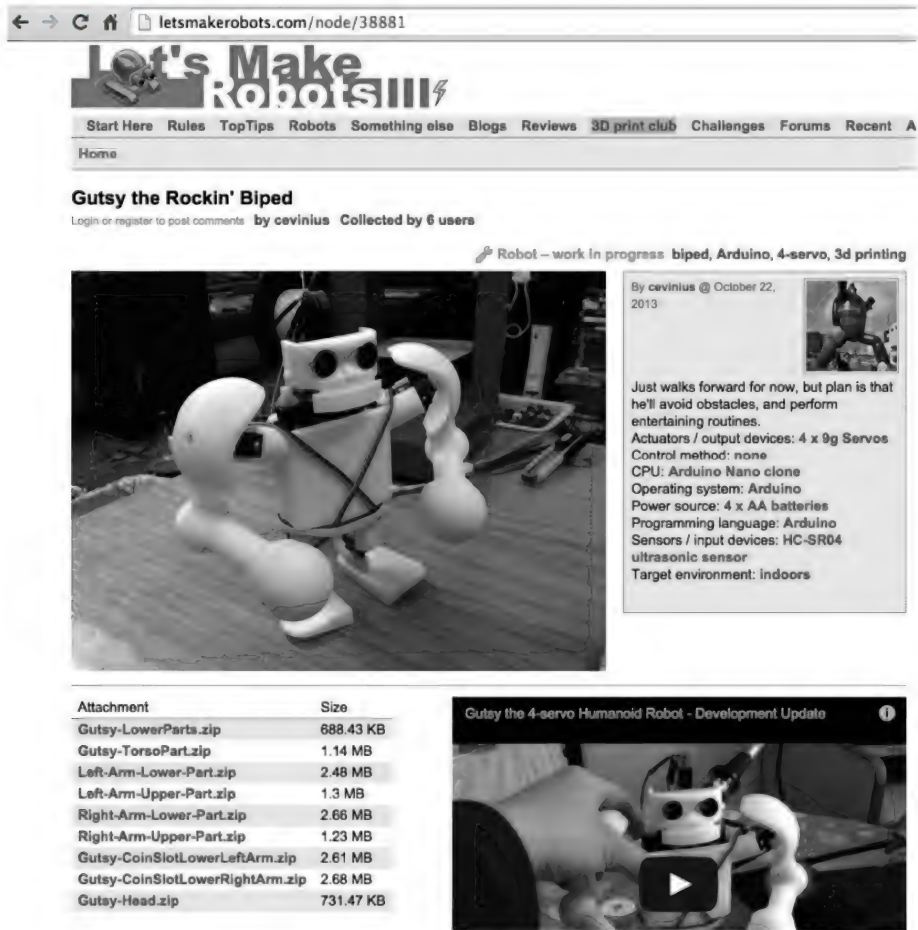 letsmakerobots.com/node/38881
Let's Make
Robots
Start Here Rules TopTips Robots Something else Blogs Reviews 3D print club Challenges Forums Recent A
Home
Gutsy the Rockin' Biped
Login or register to post comments by cevinius Collected by 6 users
Robot – work in progress biped, Arduino, 4-servo, 3d printing
By cevinius @ October 22,
2013
Just walks forward for now, but plan is that
he'll avoid obstacles, and perform
entertaining routines.
Actuators / output devices: 4 x 9g Servos
Control method: none
CPU: Arduino Nano clone
Operating system: Arduino
Power source: 4 x AA batteries
Programming language: Arduino
Sensors / input devices: HC-SR04
ultrasonic sensor
Target environment: indoors
Attachment Size
Gutsy-LowerParts.zip 688.43 KB
Gutsy-TorsoPart.zip 1.14 MB
Left-Arm-Lower-Part.zip 2.48 MB
Left-Arm-Upper-Part.zip 1.3 MB
Right-Arm-Lower-Part.zip 2.66 MB
Right-Arm-Upper-Part.zip 1.23 MB
Gutsy-CoinSlotLowerLeftArm.zip 2.61 MB
Gutsy-CoinSlotLowerRightArm.zip 2.68 MB
Gutsy-Head.zip 731.47 KB
Gutsy the 4-servo Humanoid Robot - Development Update